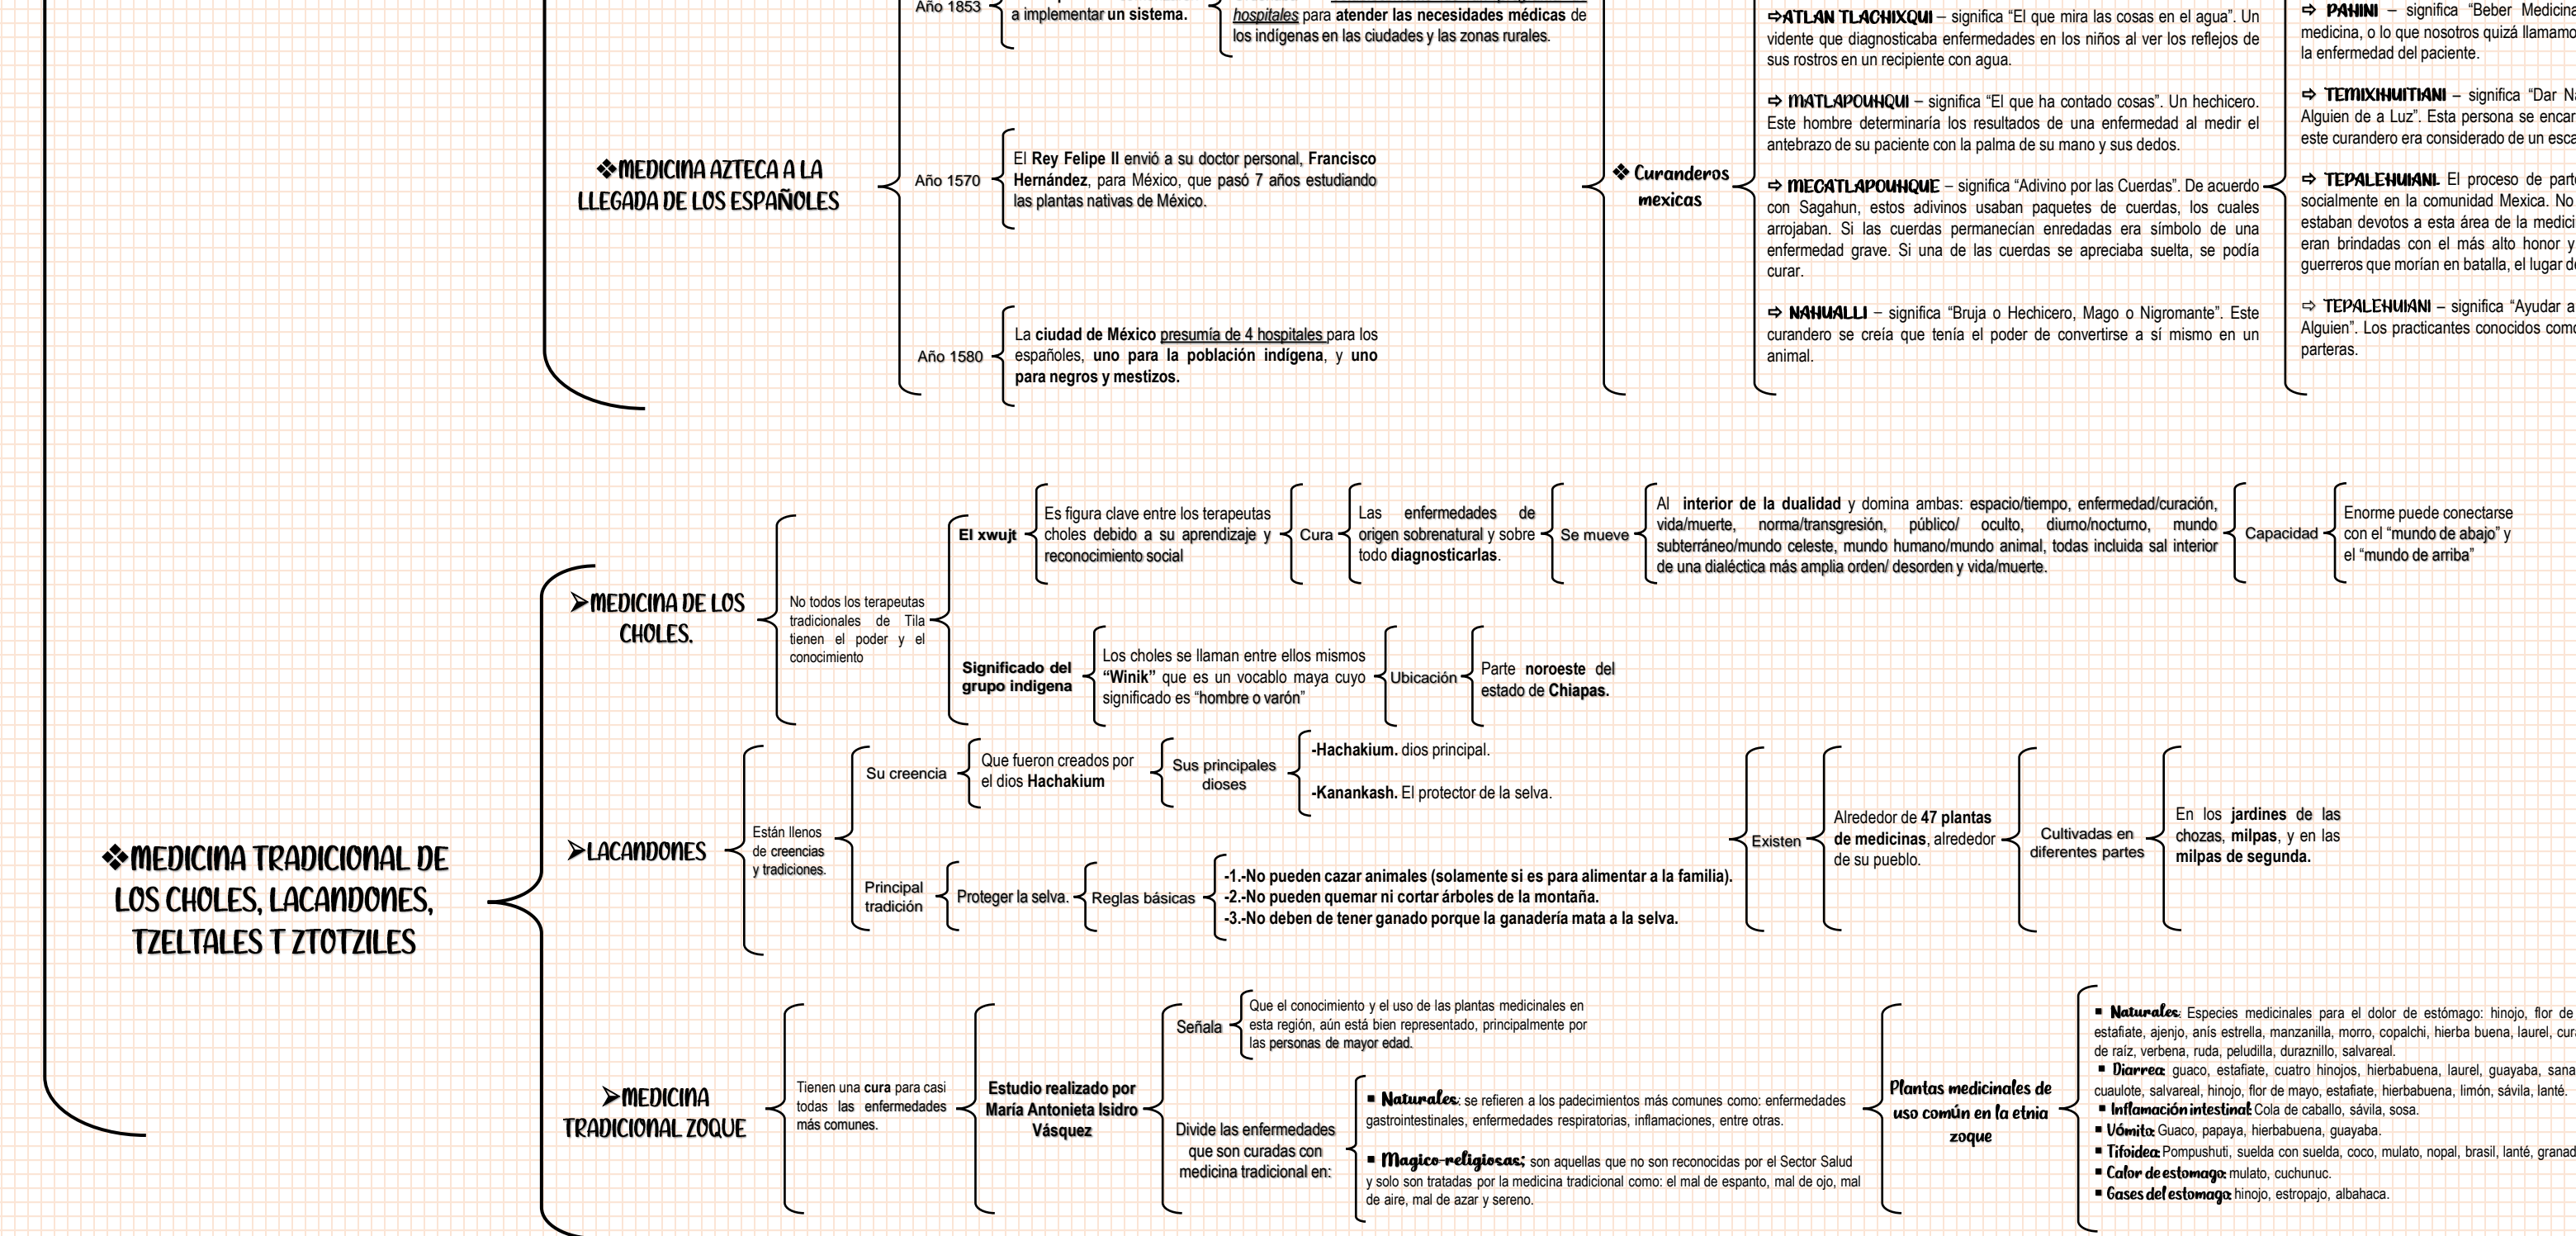 Año 1853
a implementar un sistema.
hospitales para atender las necesidades médicas de
los indígenas en las ciudades y las zonas rurales.
❖MEDICINA AZTECA A LA
LLEGADA DE LOS ESPAÑOLES
Año 1570
El Rey Felipe II envió a su doctor personal, Francisco
Hernández, para México, que pasó 7 años estudiando
las plantas nativas de México.
Año 1580
La ciudad de México presumía de 4 hospitales para los
españoles, uno para la población indígena, y uno
para negros y mestizos.
❖ Curanderos
mexicas
⇨ATLAN TLACHIXQUI – significa “El que mira las cosas en el agua”. Un
vidente que diagnosticaba enfermedades en los niños al ver los reflejos de
sus rostros en un recipiente con agua.
⇨ MATLAPOUHQUI – significa “El que ha contado cosas”. Un hechicero.
Este hombre determinaría los resultados de una enfermedad al medir el
antebrazo de su paciente con la palma de su mano y sus dedos.
⇨ MECATLAPOUHQUE – significa “Adivino por las Cuerdas”. De acuerdo
con Sagahun, estos adivinos usaban paquetes de cuerdas, los cuales
arrojaban. Si las cuerdas permanecían enredadas era símbolo de una
enfermedad grave. Si una de las cuerdas se apreciaba suelta, se podía
curar.
⇨ NAHUALLI – significa “Bruja o Hechicero, Mago o Nigromante”. Este
curandero se creía que tenía el poder de convertirse a sí mismo en un
animal.
⇨ PAHINI – significa “Beber Medicina
medicina, o lo que nosotros quizá llamamo
la enfermedad del paciente.
⇨ TEMIXIHUITIANI – significa “Dar Na
Alguien de a Luz”. Esta persona se encar
este curandero era considerado de un esca
⇨ TEPALEHUIANI. El proceso de part
socialmente en la comunidad Mexica. No
estaban devotos a esta área de la medici
eran brindadas con el más alto honor y
guerreros que morían en batalla, el lugar d
⇨ TEPALEHUIANI – significa “Ayudar a
Alguien”. Los practicantes conocidos como
parteras.
❖MEDICINA TRADICIONAL DE
LOS CHOLES, LACANDONES,
TZELTALES T ZTOTZILES
➢MEDICINA DE LOS
CHOLES.
No todos los terapeutas
tradicionales de Tila
tienen el poder y el
conocimiento
El xwujt
Es figura clave entre los terapeutas
choles debido a su aprendizaje y
reconocimiento social
Cura
Las enfermedades de
origen sobrenatural y sobre
todo diagnosticarlas.
Se mueve
Al interior de la dualidad y domina ambas: espacio/tiempo, enfermedad/curación,
vida/muerte, norma/transgresión, público/ oculto, diurno/nocturno, mundo
subterráneo/mundo celeste, mundo humano/mundo animal, todas incluida sal interior
de una dialéctica más amplia orden/ desorden y vida/muerte.
Capacidad
Enorme puede conectarse
con el “mundo de abajo” y
el “mundo de arriba”
Significado del
grupo indigena
Los choles se llaman entre ellos mismos
“Winik” que es un vocablo maya cuyo
significado es “hombre o varón”
Ubicación
Parte noroeste del
estado de Chiapas.
➢LACANDONES
Están llenos
de creencias
y tradiciones.
Su creencia
Que fueron creados por
el dios Hachakium
Sus principales
dioses
-Hachakium. dios principal.
-Kanankash. El protector de la selva.
Principal
tradición
Proteger la selva.
Reglas básicas
-1.-No pueden cazar animales (solamente si es para alimentar a la familia).
-2.-No pueden quemar ni cortar árboles de la montaña.
-3.-No deben de tener ganado porque la ganadería mata a la selva.
Existen
Alrededor de 47 plantas
de medicinas, alrededor
de su pueblo.
Cultivadas en
diferentes partes
En los jardines de las
chozas, milpas, y en las
milpas de segunda.
➢MEDICINA
TRADICIONAL ZOQUE
Tienen una cura para casi
todas las enfermedades
más comunes.
Estudio realizado por
María Antonieta Isidro
Vásquez
Señala
Que el conocimiento y el uso de las plantas medicinales en
esta región, aún está bien representado, principalmente por
las personas de mayor edad.
Divide las enfermedades
que son curadas con
medicina tradicional en:
▪ Naturales: se refieren a los padecimientos más comunes como: enfermedades
gastrointestinales, enfermedades respiratorias, inflamaciones, entre otras.
▪ Magico-religiosas; son aquellas que no son reconocidas por el Sector Salud
y solo son tratadas por la medicina tradicional como: el mal de espanto, mal de ojo, mal
de aire, mal de azar y sereno.
Plantas medicinales de
uso común en la etnia
zoque
▪ Naturales: Especies medicinales para el dolor de estómago: hinojo, flor de
estafiate, ajenjo, anís estrella, manzanilla, morro, copalchi, hierba buena, laurel, cur
de raíz, verbena, ruda, peludilla, duraznillo, salvareal.
▪ Diarrea: guaco, estafiate, cuatro hinojos, hierbabuena, laurel, guayaba, sana
cuaulote, salvareal, hinojo, flor de mayo, estafiate, hierbabuena, limón, sávila, lanté.
▪ Inflamación intestinal: Cola de caballo, sávila, sosa.
▪ Vómito: Guaco, papaya, hierbabuena, guayaba.
▪ Tifoidea: Pompushuti, suelda con suelda, coco, mulato, nopal, brasil, lanté, granad
▪ Calor de estomago: mulato, cuchunuc.
▪ Gases del estomago: hinojo, estropajo, albahaca.